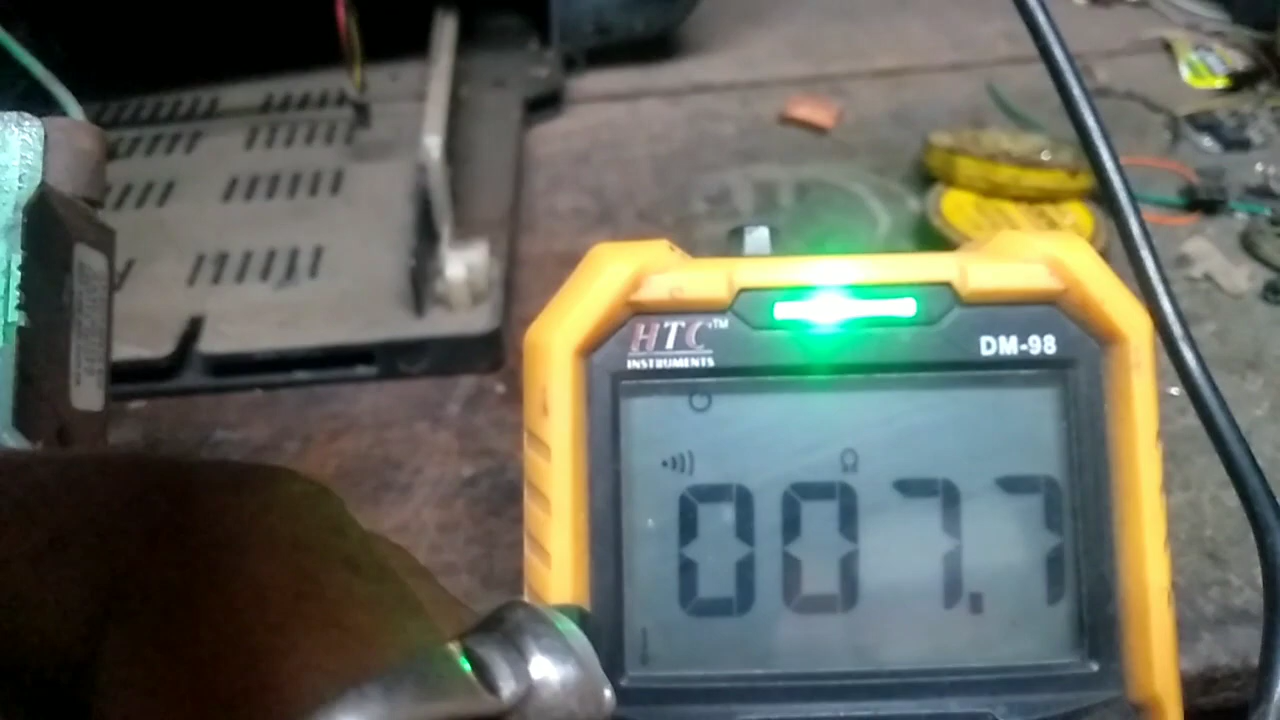 HTC™
INSTRUMENTS
DM-98
Ω
007.7